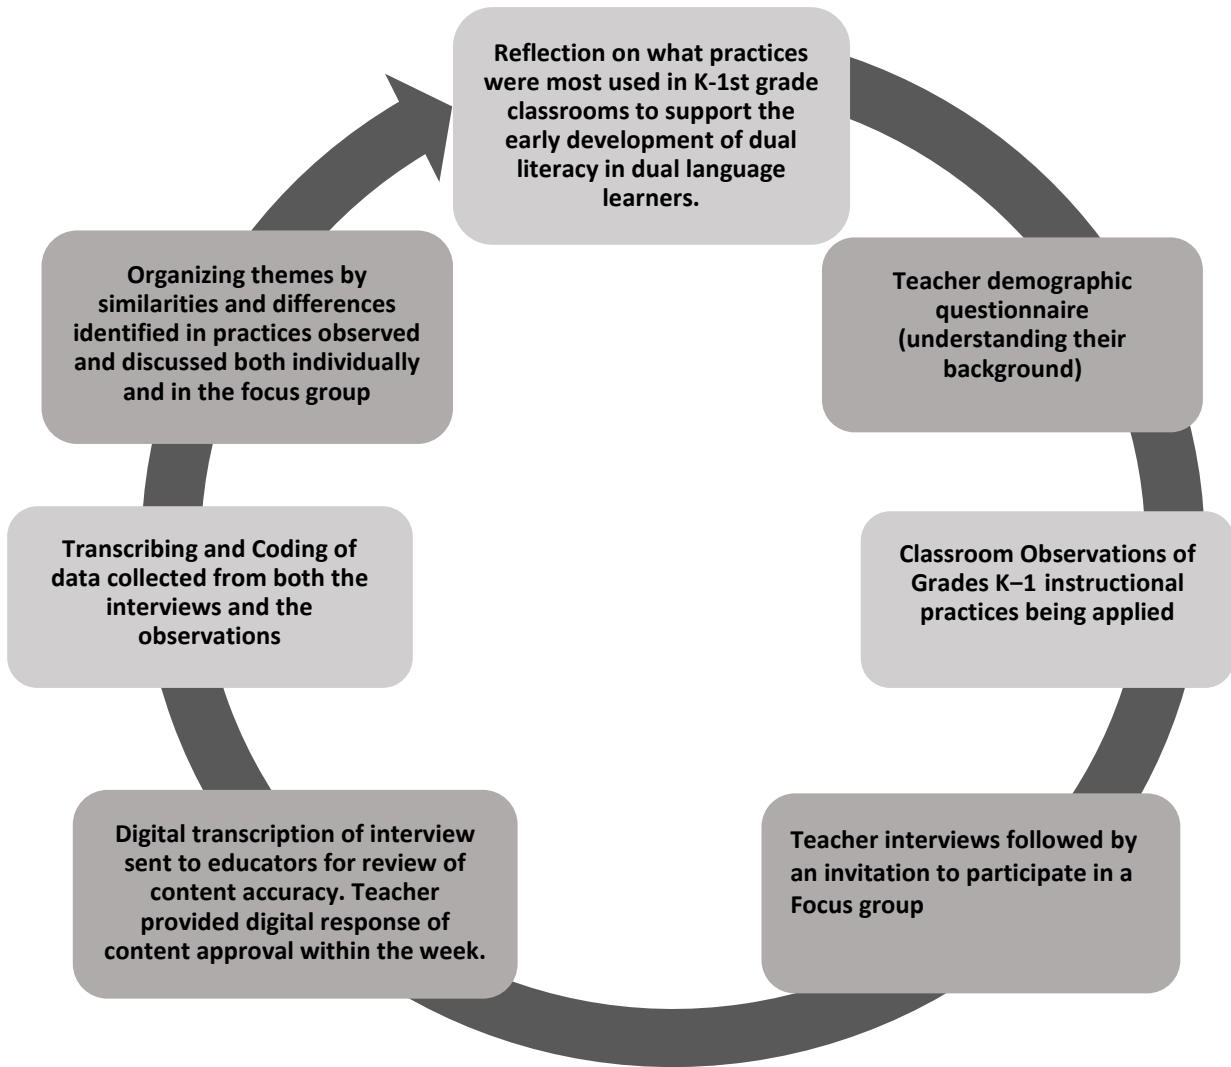 Reflection on what practices
were most used in K-1st grade
classrooms to support the
early development of dual
literacy in dual language
learners.
Teacher demographic
questionnaire
(understanding their
background)
Classroom Observations of
Grades K–1 instructional
practices being applied
Teacher interviews followed by
an invitation to participate in a
Focus group
Digital transcription of interview
sent to educators for review of
content accuracy. Teacher
provided digital response of
content approval within the week.
Transcribing and Coding of
data collected from both the
interviews and the
observations
Organizing themes by
similarities and differences
identified in practices observed
and discussed both individually
and in the focus group